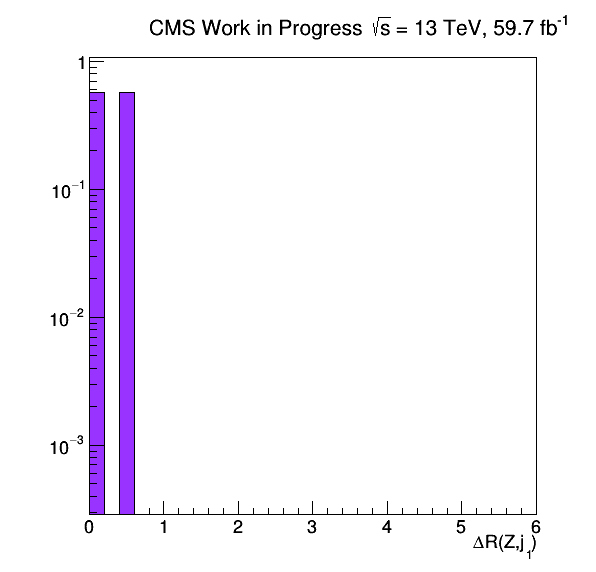 CMS Work in Progress √s = 13 TeV, 59.7 fb⁻¹
1
10⁻¹
10⁻²
10⁻³
0 1 2 3 4 5 6
ΔR(Z,j₁)